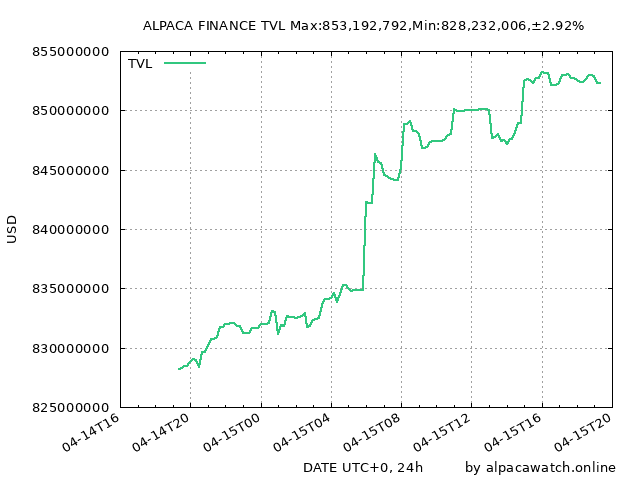 ALPACA FINANCE TVL Max:853,192,792,Min:828,232,006,±2.92%
TVL
855000000
850000000
845000000
840000000
835000000
830000000
825000000
USD
04-14T16
04-14T20
04-15T00
04-15T04
04-15T08
04-15T12
04-15T16
04-15T20
DATE UTC+0, 24h
by alpacawatch.online